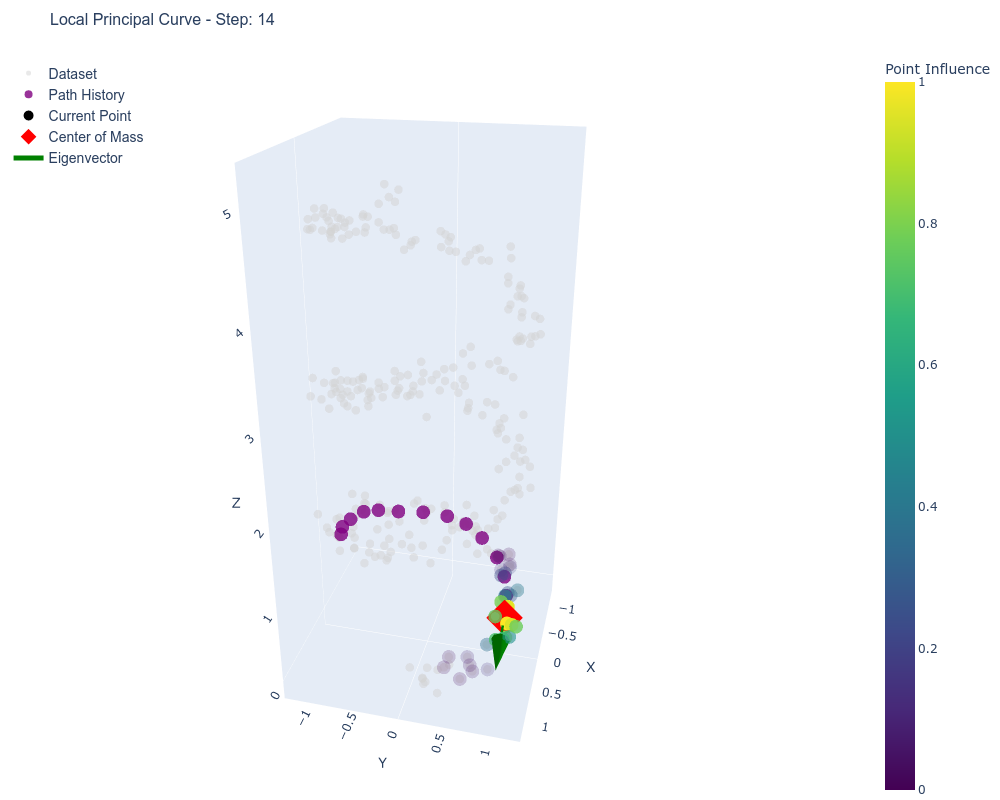 Local Principal Curve - Step: 14
Dataset
Path History
Current Point
Center of Mass
Eigenvector
Point Influence
1
0.8
0.6
0.4
0.2
0
5
4
3
Z
2
1
0
−1
−0.5
0
0.5
1
Y
−1
−0.5
0
X
0.5
1